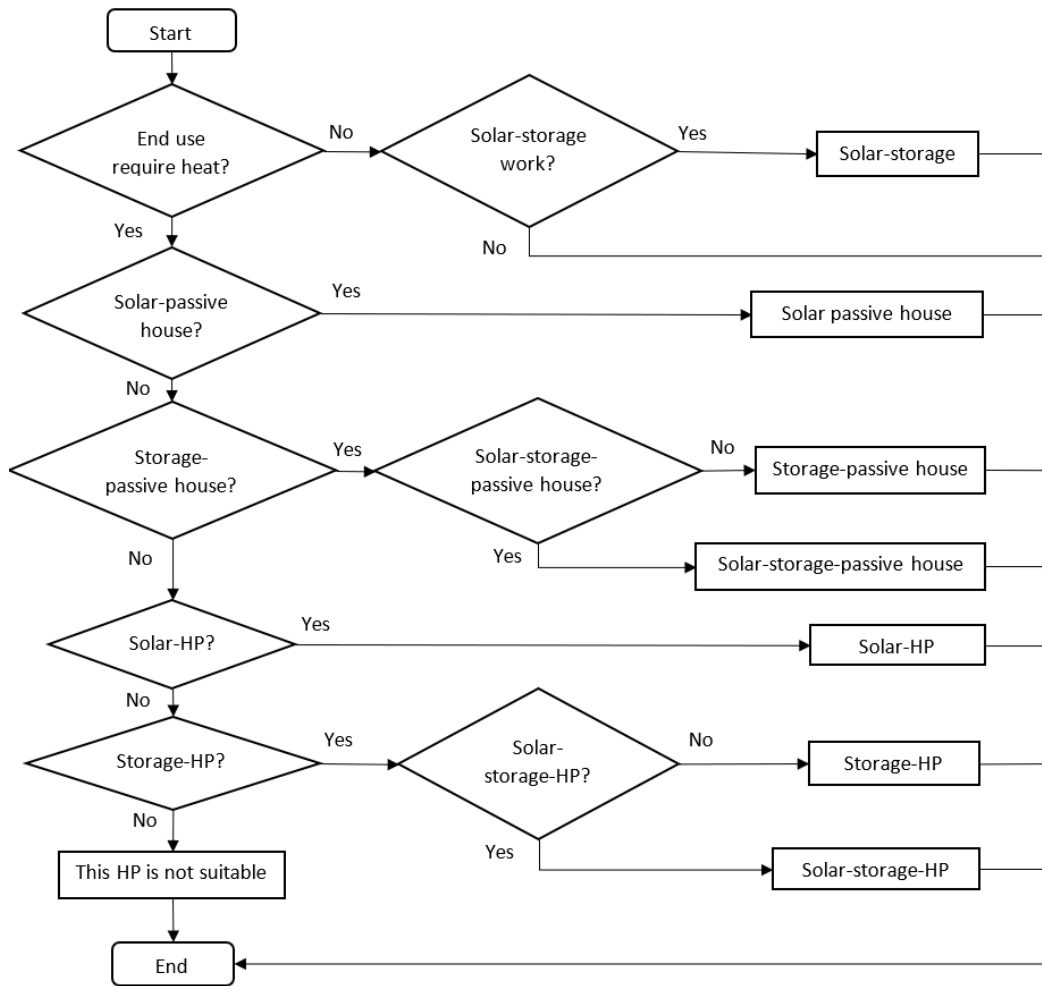 Start
End use
require heat?
No
Solar-storage
work?
Yes
Solar-storage
No
Yes
Solar-passive
house?
Yes
Solar passive house
No
Storage-
passive house?
Yes
Solar-storage-
passive house?
No
Storage-passive house
Yes
Solar-storage-passive house
No
Solar-HP?
Yes
Solar-HP
No
Storage-HP?
Yes
Solar-
storage-HP?
No
Storage-HP
Yes
Solar-storage-HP
No
This HP is not suitable
End